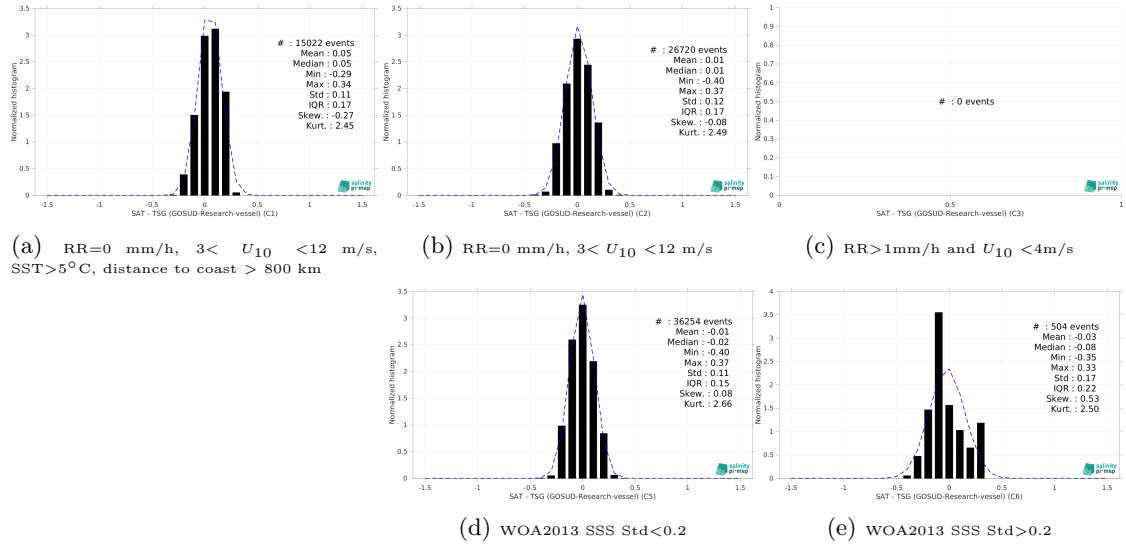 3.5
3
2.5
2
1.5
1
0.5
0
Normalized histogram
# : 15022 events
Mean : 0.05
Median : 0.05
Min : -0.29
Max : 0.34
Std : 0.11
IQR : 0.17
Skew. : -0.27
Kurt. : 2.45
salinity
pi-mep
-1.5 -1 -0.5 0 0.5 1 1.5
SAT - TSG (GOSUD-Research-vessel) (C1)
(a) RR=0 mm/h, 3< U10 <12 m/s,
SST>5°C, distance to coast > 800 km
3.5
3
2.5
2
1.5
1
0.5
0
Normalized histogram
# : 26720 events
Mean : 0.01
Median : 0.01
Min : -0.40
Max : 0.37
Std : 0.12
IQR : 0.17
Skew. : -0.08
Kurt. : 2.49
salinity
pi-mep
-1.5 -1 -0.5 0 0.5 1 1.5
SAT - TSG (GOSUD-Research-vessel) (C2)
(b) RR=0 mm/h, 3< U10 <12 m/s
1
0.9
0.8
0.7
0.6
0.5
0.4
0.3
0.2
0.1
0
Normalized histogram
# : 0 events
salinity
pi-mep
0 0.5 1
SAT - TSG (GOSUD-Research-vessel) (C3)
(c) RR>1mm/h and U10 <4m/s
3.5
3
2.5
2
1.5
1
0.5
0
Normalized histogram
# : 36254 events
Mean : -0.01
Median : -0.02
Min : -0.40
Max : 0.37
Std : 0.11
IQR : 0.15
Skew. : 0.08
Kurt. : 2.66
salinity
pi-mep
-1.5 -1 -0.5 0 0.5 1 1.5
SAT - TSG (GOSUD-Research-vessel) (C5)
(d) WOA2013 SSS Std<0.2
4
3.5
3
2.5
2
1.5
1
0.5
0
Normalized histogram
# : 504 events
Mean : -0.03
Median : -0.08
Min : -0.35
Max : 0.33
Std : 0.17
IQR : 0.22
Skew. : 0.53
Kurt. : 2.50
salinity
pi-mep
-1.5 -1 -0.5 0 0.5 1 1.5
SAT - TSG (GOSUD-Research-vessel) (C6)
(e) WOA2013 SSS Std>0.2